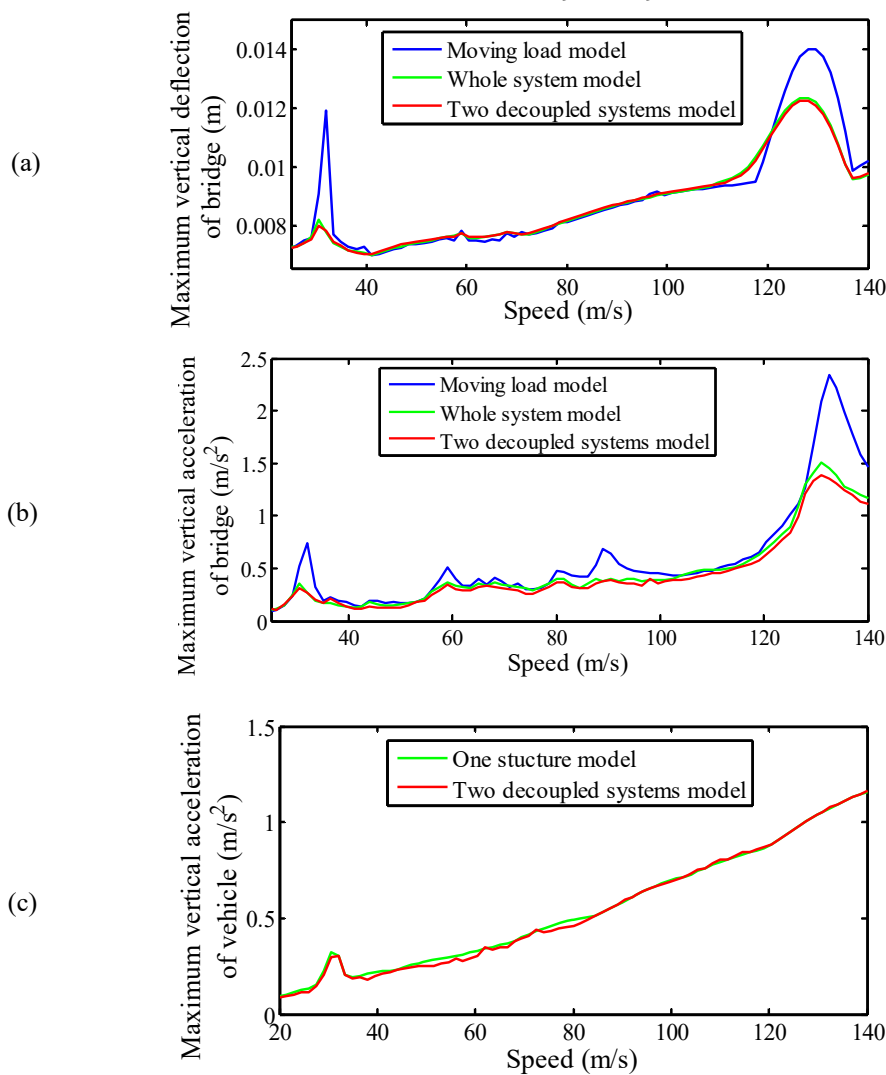 (a)
Maximum vertical deflection
of bridge (m)
0.014
0.012
0.01
0.008
Moving load model
Whole system model
Two decoupled systems model
40 60 80 100 120 140
Speed (m/s)
(b)
Maximum vertical acceleration
of bridge (m/s²)
2.5
2
1.5
1
0.5
0
Moving load model
Whole system model
Two decoupled systems model
40 60 80 100 120 140
Speed (m/s)
(c)
Maximum vertical acceleration
of vehicle (m/s²)
1.5
1
0.5
0
One stucture model
Two decoupled systems model
20 40 60 80 100 120 140
Speed (m/s)